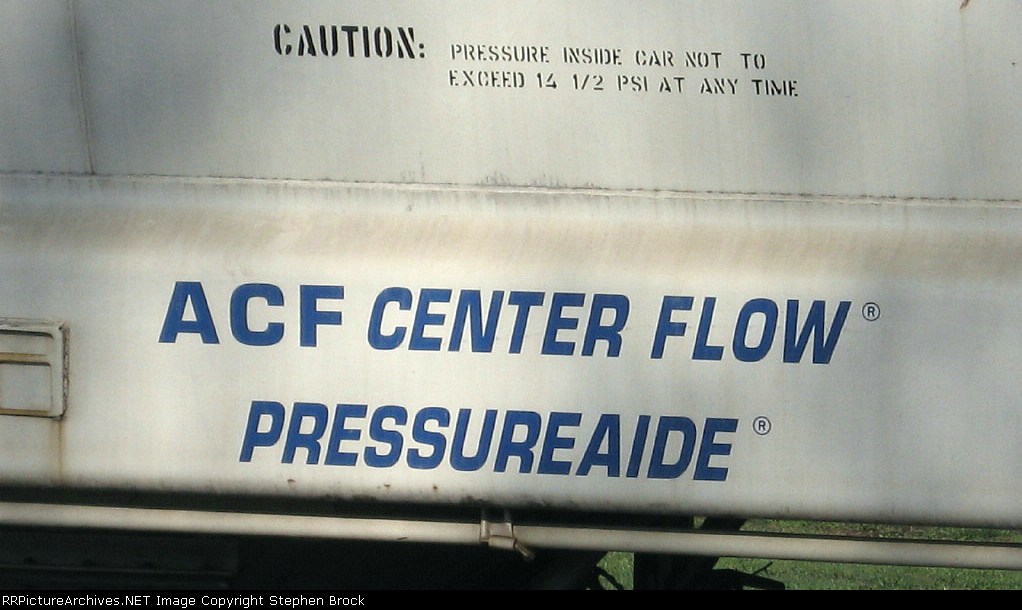 CAUTION: PRESSURE INSIDE CAR NOT TO
EXCEED 14 1/2 PSI AT ANY TIME
ACF CENTER FLOW ®
PRESSUREAIDE ®
RRPictureArchives.NET Image Copyright Stephen Brock